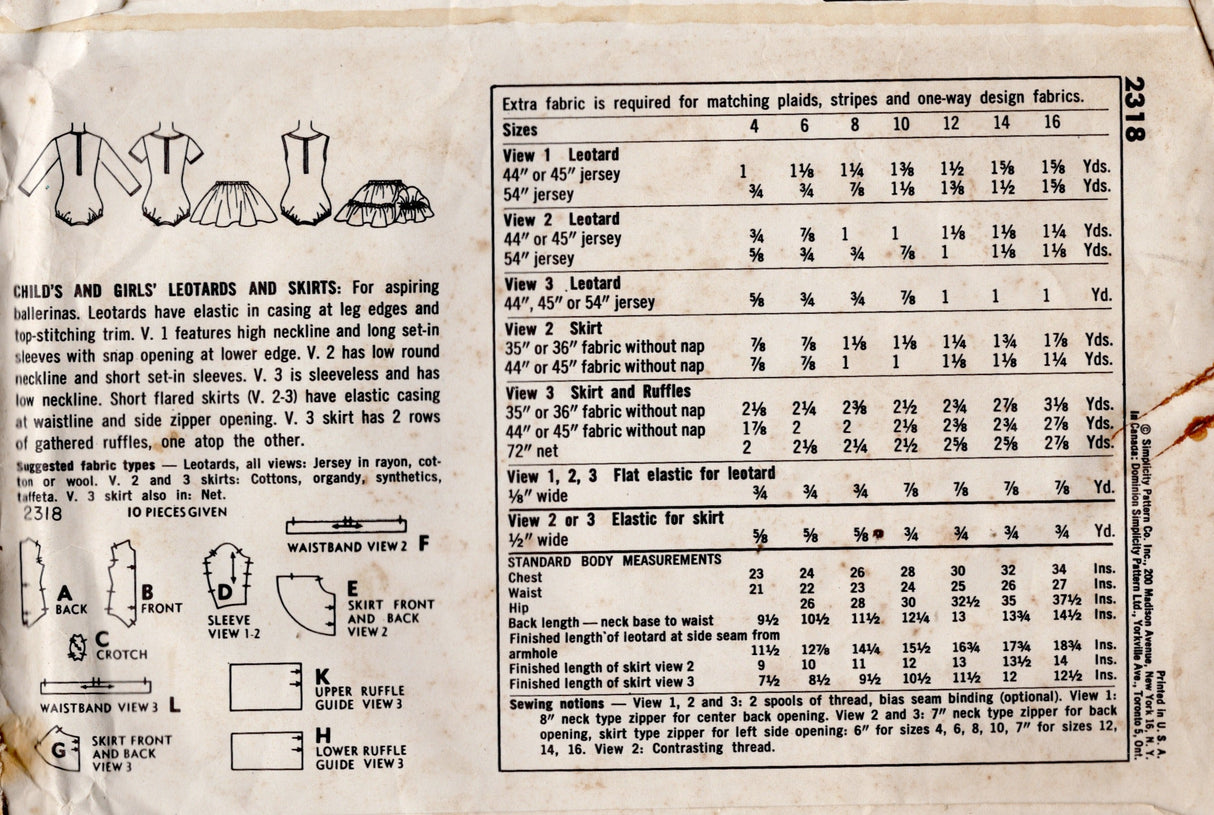 CHILD'S AND GIRLS' LEOTARDS AND SKIRTS: For aspiring
ballerinas. Leotards have elastic in casing at leg edges and
top-stitching trim. V. 1 features high neckline and long set-in
sleeves with snap opening at lower edge. V. 2 has low round
neckline and short set-in sleeves. V. 3 is sleeveless and has
low neckline. Short flared skirts (V. 2-3) have elastic casing
at waistline and side zipper opening. V. 3 skirt has 2 rows
of gathered ruffles, one atop the other.
Suggested fabric types — Leotards, all views: Jersey in rayon, cot-
ton or wool. V. 2 and 3 skirts: Cottons, organdy, synthetics,
taffeta. V. 3 skirt also in: Net.
2318 10 PIECES GIVEN
WAISTBAND VIEW 2 F
A
BACK
B
FRONT
C
CROTCH
D
SLEEVE
VIEW 1-2
E
SKIRT FRONT
AND BACK
VIEW 2
WAISTBAND VIEW 3 L
G
SKIRT FRONT
AND BACK
VIEW 3
K
UPPER RUFFLE
GUIDE VIEW 3
H
LOWER RUFFLE
GUIDE VIEW 3
Extra fabric is required for matching plaids, stripes and one-way design fabrics.
Sizes 4 6 8 10 12 14 16
View 1 Leotard
44" or 45" jersey 1 1⅛ 1¼ 1⅜ 1½ 1⅝ 1⅝ Yds.
54" jersey ¾ ¾ ⅞ 1⅛ 1⅜ 1½ 1⅝ Yds.
View 2 Leotard
44" or 45" jersey ¾ ⅞ 1 1 1⅛ 1⅛ 1¼ Yds.
54" jersey ⅝ ¾ ¾ ⅞ 1 1⅛ 1⅛ Yds.
View 3 Leotard
44", 45" or 54" jersey ⅝ ¾ ¾ ⅞ 1 1 1 Yd.
View 2 Skirt
35" or 36" fabric without nap ⅞ ⅞ 1⅛ 1⅛ 1¼ 1¾ 1⅞ Yds.
44" or 45" fabric without nap ⅞ ⅞ 1 1 1⅛ 1⅛ 1¼ Yds.
View 3 Skirt and Ruffles
35" or 36" fabric without nap 2⅛ 2¼ 2⅜ 2½ 2¾ 2⅞ 3⅛ Yds.
44" or 45" fabric without nap 1⅞ 2 2 2⅛ 2⅜ 2¾ 2⅞ Yds.
72" net 2 2⅛ 2¼ 2½ 2⅝ 2⅝ 2⅞ Yds.
View 1, 2, 3 Flat elastic for leotard
⅛" wide ¾ ¾ ¾ ⅞ ⅞ ⅞ ⅞ Yd.
View 2 or 3 Elastic for skirt
½" wide ⅝ ⅝ ⅝ ¾ ¾ ¾ ¾ Yd.
STANDARD BODY MEASUREMENTS
Chest 23 24 26 28 30 32 34 Ins.
Waist 21 22 23 24 25 26 27 Ins.
Hip 26 28 30 32½ 35 37½ Ins.
Back length — neck base to waist 9½ 10½ 11½ 12¼ 13 13¾ 14½ Ins.
Finished length of leotard at side seam from
armhole 11½ 12⅞ 14¼ 15½ 16¾ 17¾ 18¾ Ins.
Finished length of skirt view 2 9 10 11 12 13 13½ 14 Ins.
Finished length of skirt view 3 7½ 8½ 9½ 10½ 11½ 12 12½ Ins.
Sewing notions — View 1, 2 and 3: 2 spools of thread, bias seam binding (optional). View 1:
8" neck type zipper for center back opening. View 2 and 3: 7" neck type zipper for back
opening, skirt type zipper for left side opening: 6" for sizes 4, 6, 8, 10, 7" for sizes 12,
14, 16. View 2: Contrasting thread.
2318
Printed in U. S. A.
© Simplicity Pattern Co. Inc., 200 Madison Avenue, New York 16, N. Y.
In Canada: Dominion Simplicity Pattern Ltd., Yorkville Ave., Toronto 5, Ont.